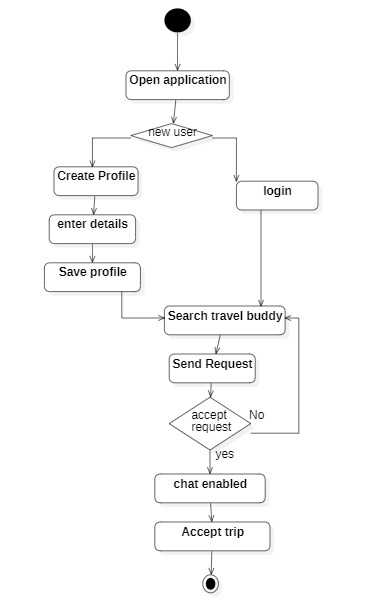 Open application
new user
Create Profile
login
enter details
Save profile
Search travel buddy
Send Request
accept
request
No
yes
chat enabled
Accept trip